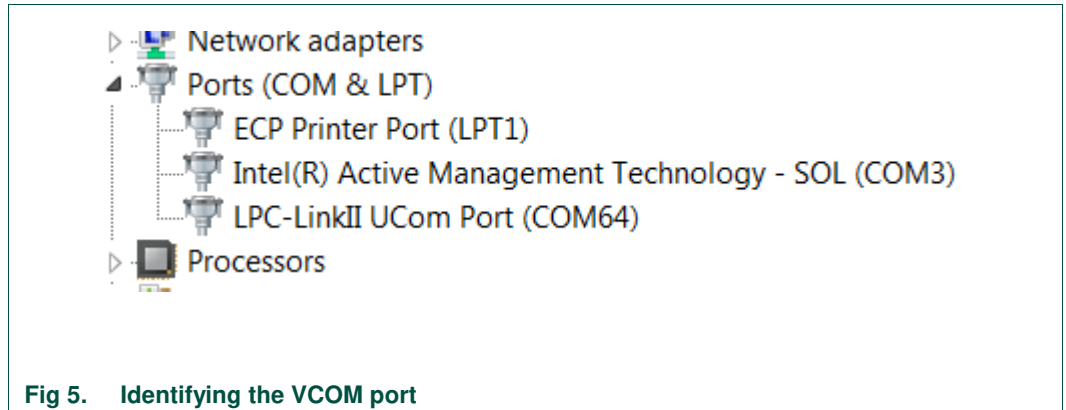 Network adapters
Ports (COM & LPT)
ECP Printer Port (LPT1)
Intel(R) Active Management Technology - SOL (COM3)
LPC-LinkII UCom Port (COM64)
Processors
Fig 5. Identifying the VCOM port